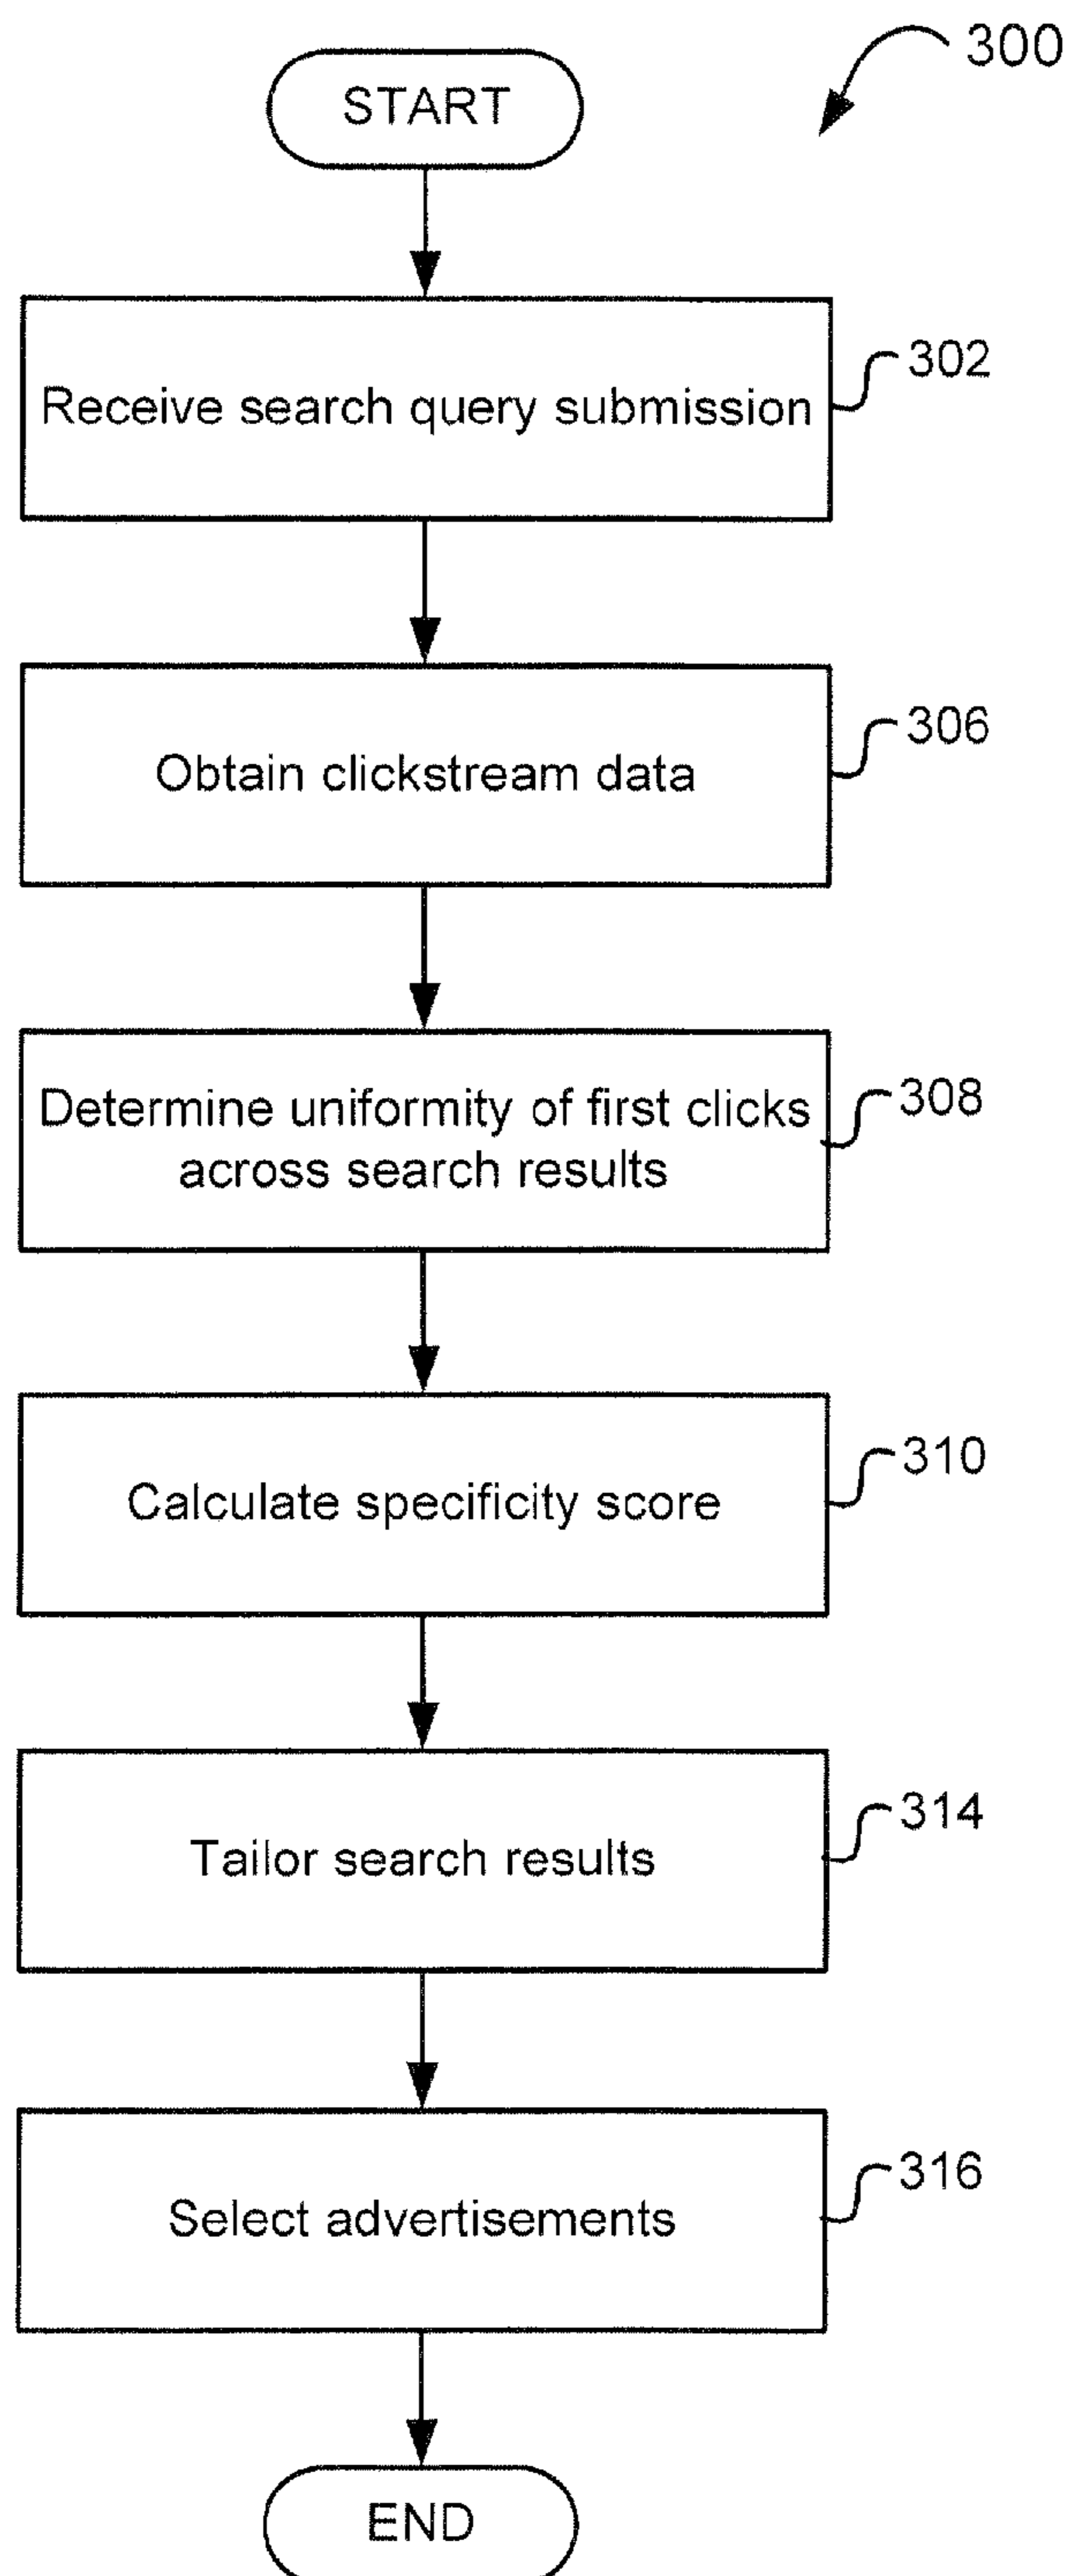 300
START
Receive search query submission
302
Obtain clickstream data
306
Determine uniformity of first clicks
across search results
308
Calculate specificity score
310
Tailor search results
314
Select advertisements
316
END